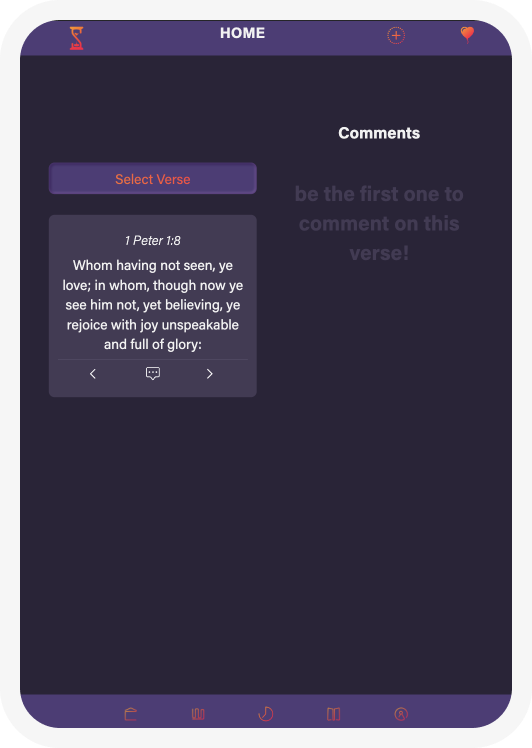 HOME
Select Verse
1 Peter 1:8
Whom having not seen, ye
love; in whom, though now ye
see him not, yet believing, ye
rejoice with joy unspeakable
and full of glory:
Comments
be the first one to
comment on this
verse!